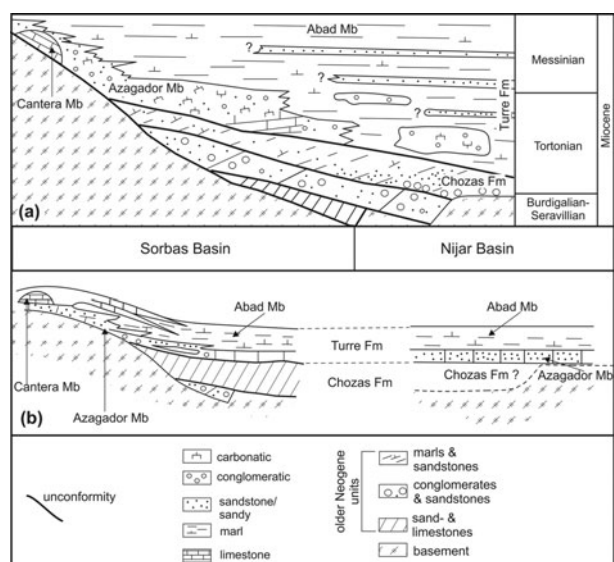 Abad Mb
Messinian
?
Cantera Mb
Azagador Mb
?
Turre Fm
Miocene
?
Tortonian
Chozas Fm
(a)
Burdigalian-
Seravillian
Sorbas Basin
Nijar Basin
Abad Mb
Abad Mb
Turre Fm
Cantera Mb
Chozas Fm
Chozas Fm ?
Azagador Mb
(b)
Azagador Mb
unconformity
carbonatic
conglomeratic
sandstone/
sandy
marl
limestone
older Neogene
units
marls &
sandstones
conglomerates
& sandstones
sand- &
limestones
basement